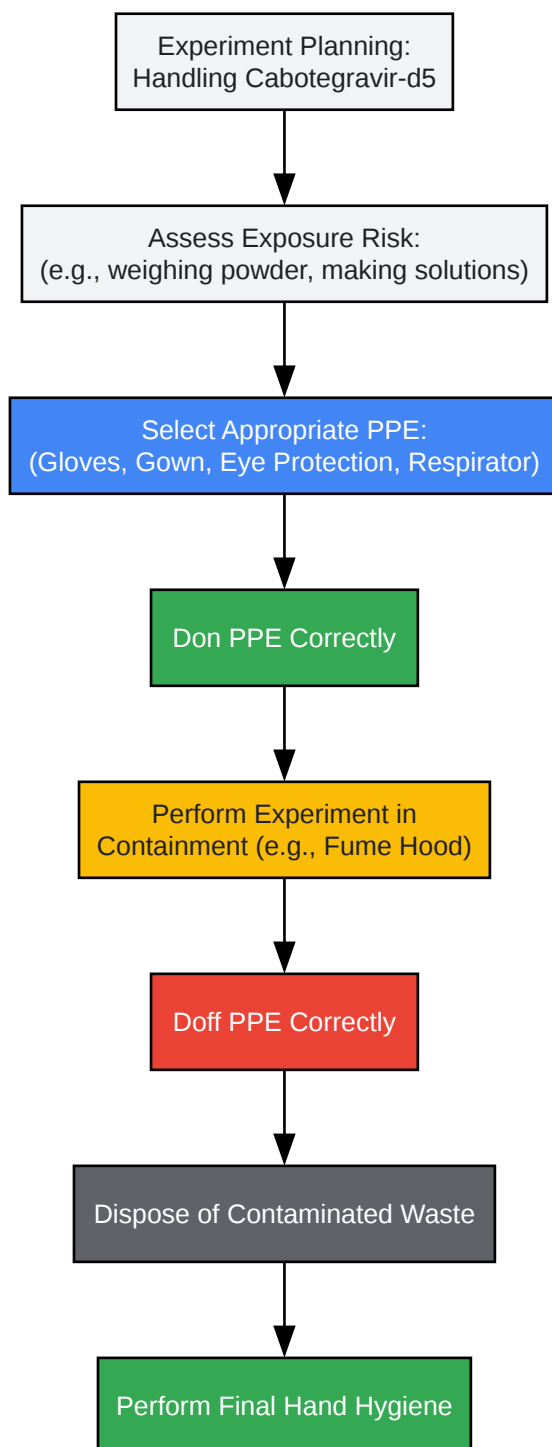 Experiment Planning:
Handling Cabotegravir-d5
Assess Exposure Risk:
(e.g., weighing powder, making solutions)
Select Appropriate PPE:
(Gloves, Gown, Eye Protection, Respirator)
Don PPE Correctly
Perform Experiment in
Containment (e.g., Fume Hood)
Doff PPE Correctly
Dispose of Contaminated Waste
Perform Final Hand Hygiene